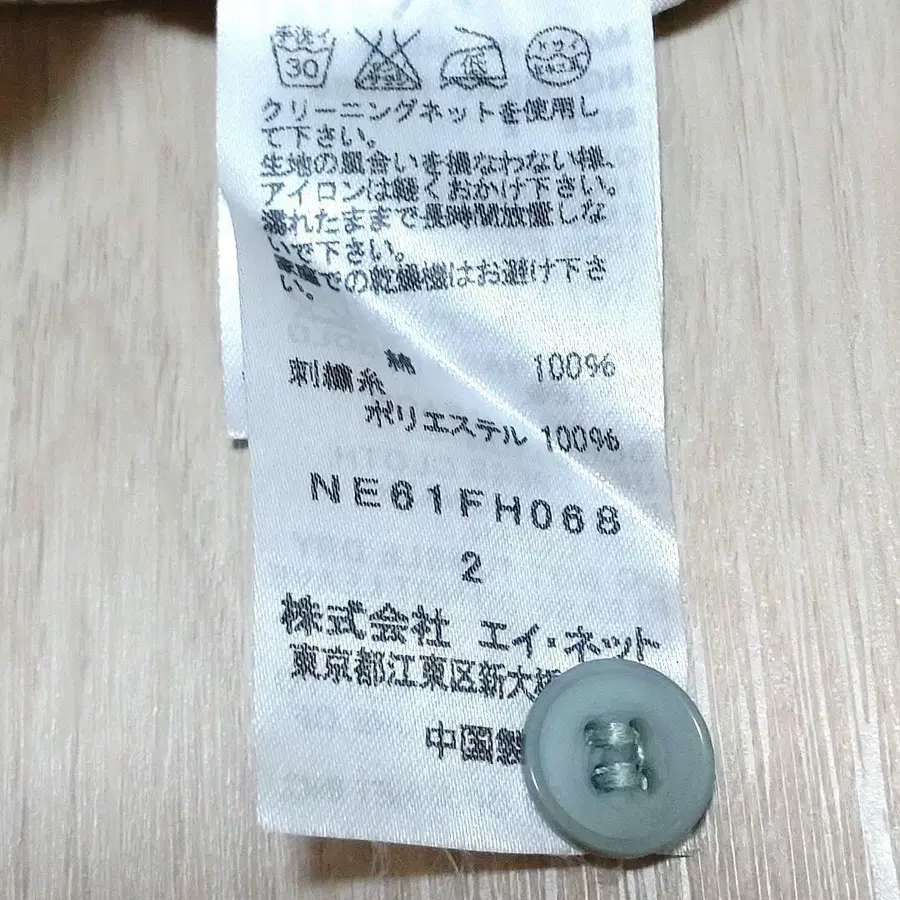 手洗イ
30
低
クリーニングネットを使用し
て下さい。
生地の風合いを損なわない様、
アイロンは軽くおかけ下さい。
濡れたままで長時間放置しな
いで下さい。
家庭での乾燥機はお避け下さ
い。
綿 100%
刺繍糸
ポリエステル 100%
NE61FH068
2
株式会社 エイ・ネット
東京都江東区新大
中国